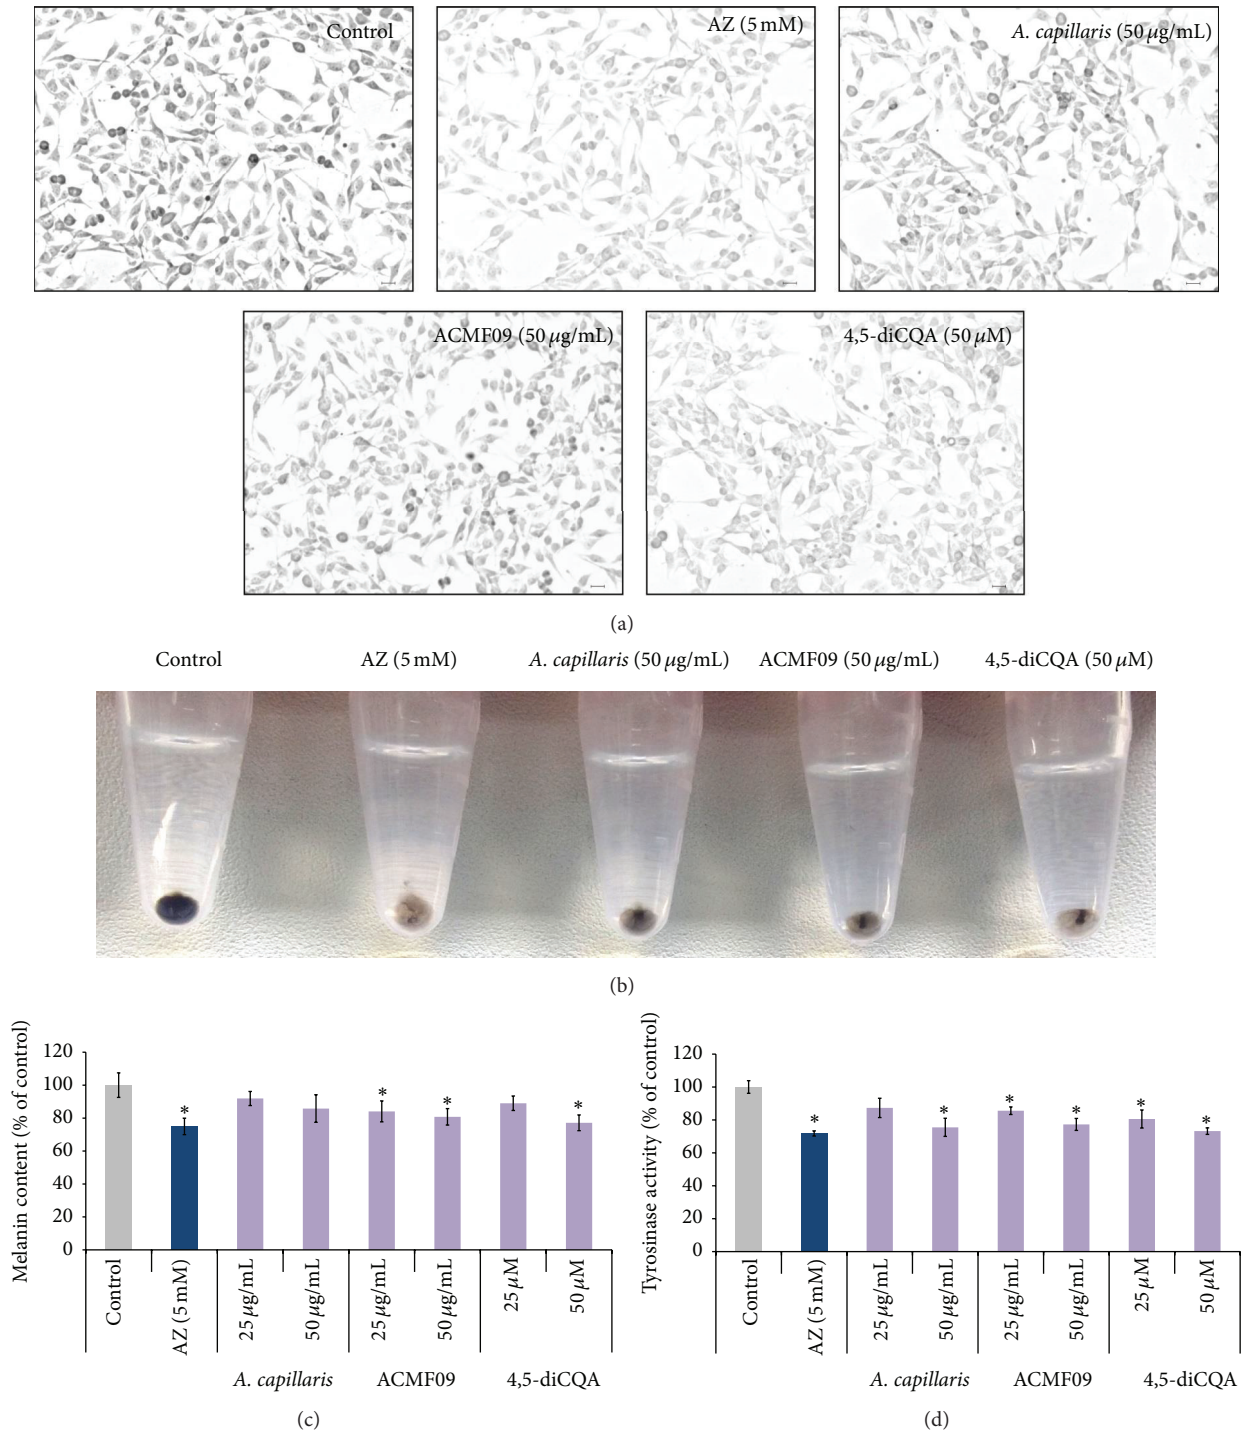 Control
AZ (5 mM)
A. capillaris (50 µg/mL)
ACMF09 (50 µg/mL)
4,5-diCQA (50 µM)
(a)
Control AZ (5 mM) A. capillaris (50 µg/mL) ACMF09 (50 µg/mL) 4,5-diCQA (50 µM)
(b)
Melanin content (% of control)
120
100
80
60
40
20
0
* * * *
Control
AZ (5 mM)
25 µg/mL
50 µg/mL
25 µg/mL
50 µg/mL
25 µM
50 µM
A. capillaris ACMF09 4,5-diCQA
(c)
Tyrosinase activity (% of control)
120
100
80
60
40
20
0
* * * * * *
Control
AZ (5 mM)
25 µg/mL
50 µg/mL
25 µg/mL
50 µg/mL
25 µM
50 µM
A. capillaris ACMF09 4,5-diCQA
(d)